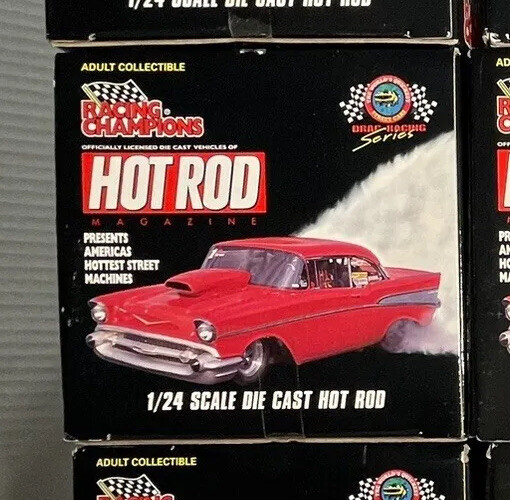 1/24 SCALE DIE CAST HOT ROD
ADULT COLLECTIBLE
RACING
CHAMPIONS®
DRAG RACING
Series
OFFICIALLY LICENSED DIE CAST VEHICLES OF
HOT ROD
MAGAZINE
PRESENTS
AMERICAS
HOTTEST STREET
MACHINES
1/24 SCALE DIE CAST HOT ROD
ADULT COLLECTIBLE
RACING